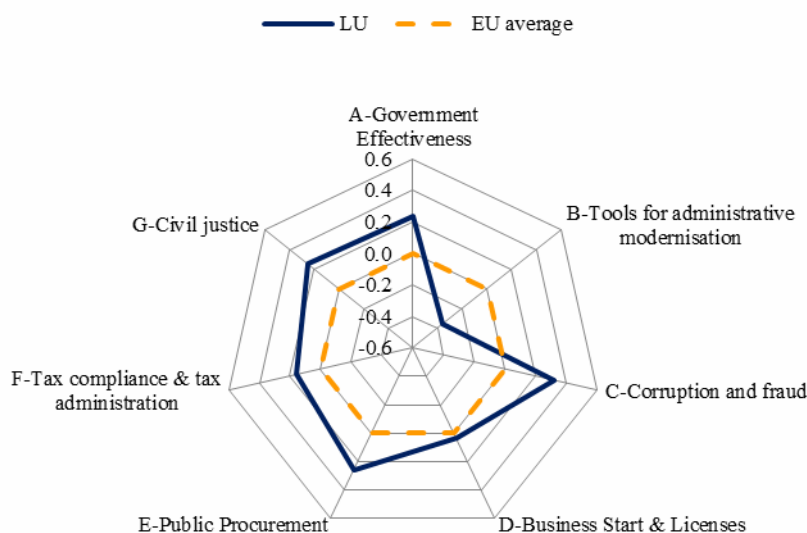 LU EU average
A-Government
Effectiveness
0.6
0.4
0.2
0.0
-0.2
-0.4
-0.6
B-Tools for administrative
modernisation
C-Corruption and fraud
D-Business Start & Licenses
E-Public Procurement
F-Tax compliance & tax
administration
G-Civil justice